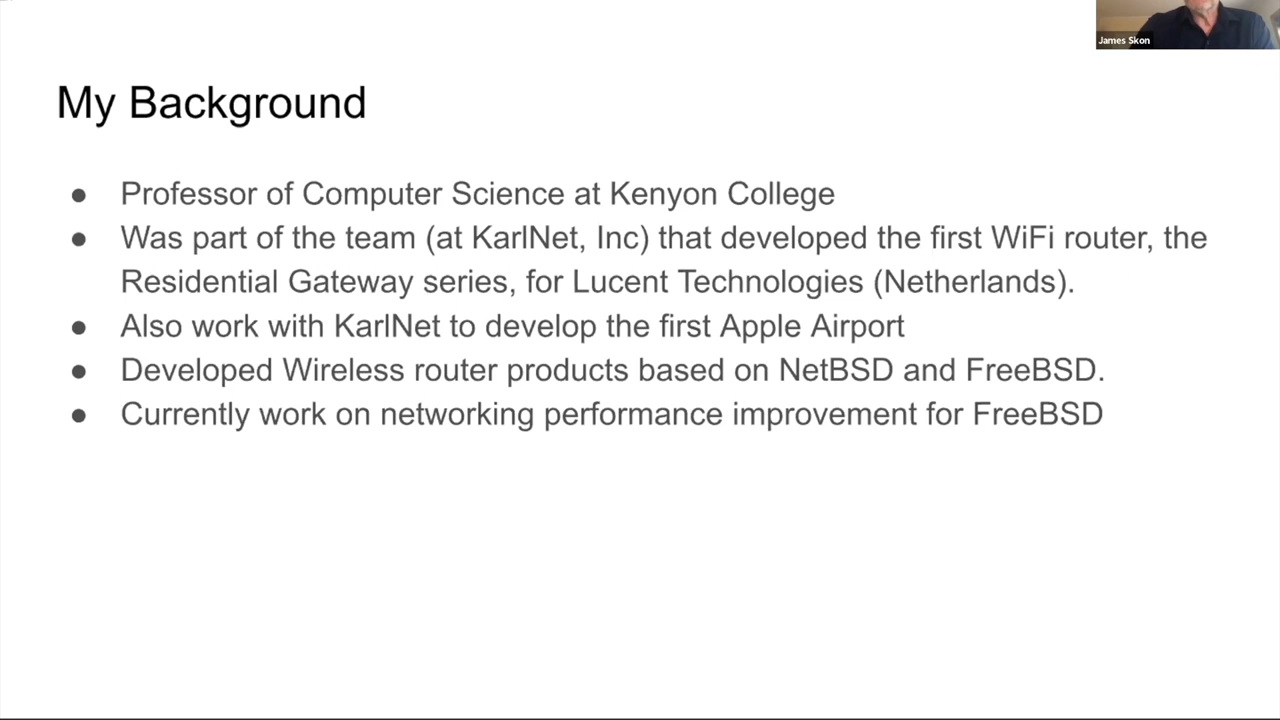 James Skon
My Background
● Professor of Computer Science at Kenyon College
● Was part of the team (at KarlNet, Inc) that developed the first WiFi router, the
Residential Gateway series, for Lucent Technologies (Netherlands).
● Also work with KarlNet to develop the first Apple Airport
● Developed Wireless router products based on NetBSD and FreeBSD.
● Currently work on networking performance improvement for FreeBSD